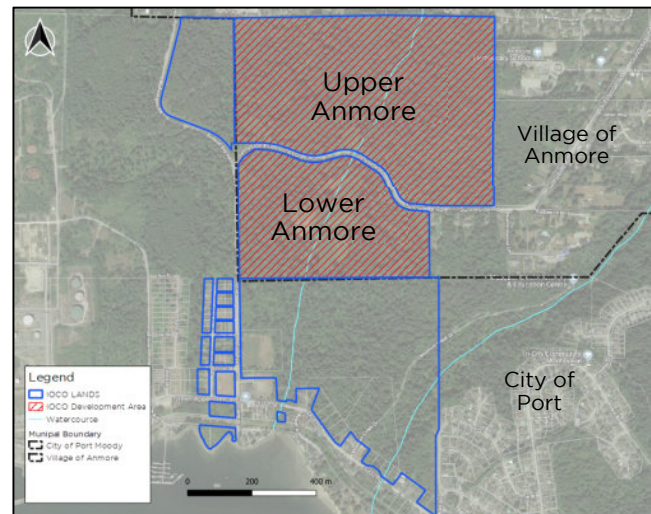 Upper
Anmore
Village of
Anmore
Lower
Anmore
City of
Port
Legend
IOCO LANDS
IOCO Development Area
Watercourse
Munipal Boundary
City of Port Moody
Village of Anmore
0 200 400 m